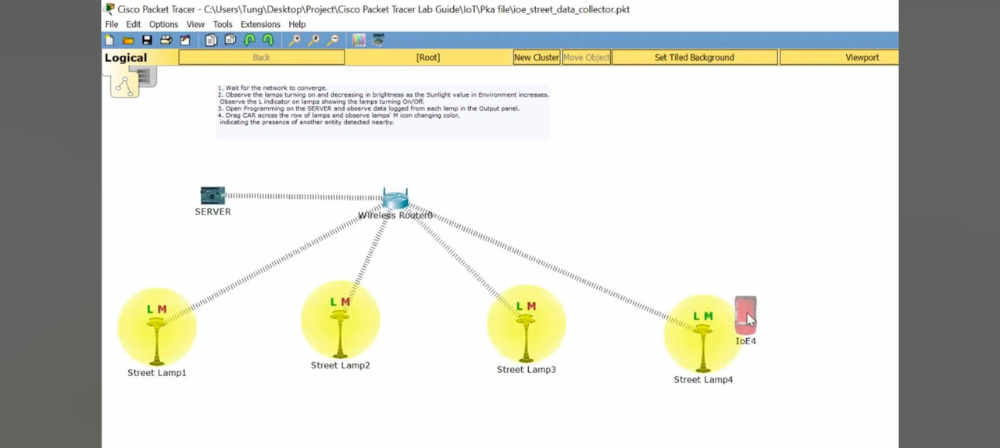 Cisco Packet Tracer - C:\Users\Tung\Desktop\Project\Cisco Packet Tracer Lab Guide\IoT\Pka file\ioe_street_data_collector.pkt
File Edit Options View Tools Extensions Help
Logical Back [Root] New Cluster Move Object Set Tiled Background Viewport
1. Wait for the network to converge.
2. Observe the lamps turning on and decreasing in brightness as the Sunlight value in Environment increases.
Observe the L indicator on lamps showing the lamps turning On/Off.
3. Open Programming on the SERVER and observe data logged from each lamp in the Output panel.
4. Drag CAR across the row of lamps and observe lamps' M icon changing color,
indicating the presence of another entity detected nearby.
SERVER
Wireless Router0
L M
Street Lamp1
L M
Street Lamp2
L M
Street Lamp3
L M
Street Lamp4
IoE4